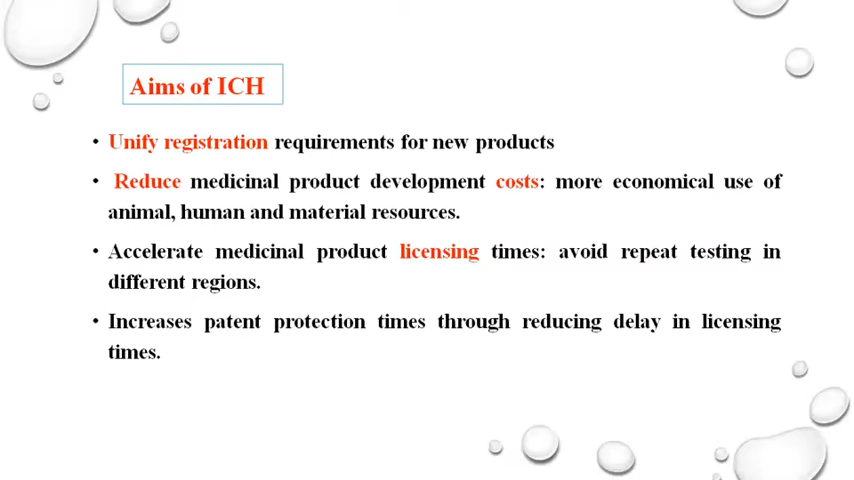 Aims of ICH
• Unify registration requirements for new products
• Reduce medicinal product development costs: more economical use of
animal, human and material resources.
• Accelerate medicinal product licensing times: avoid repeat testing in
different regions.
• Increases patent protection times through reducing delay in licensing
times.